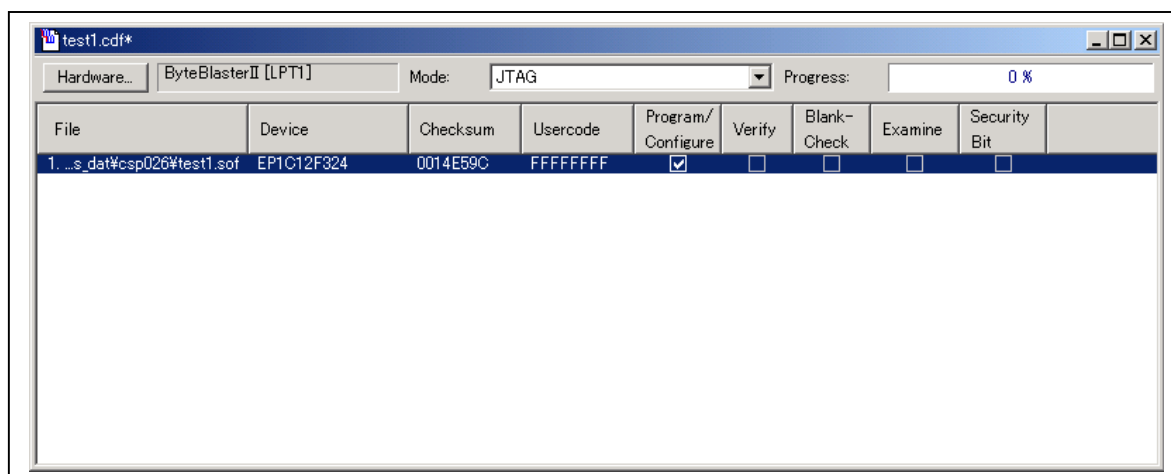 test1.cdf*
Hardware... ByteBlasterII [LPT1] Mode: JTAG Progress: 0 %
File Device Checksum Usercode Program/Configure Verify Blank-Check Examine Security Bit
1. ...s_dat¥csp026¥test1.sof EP1C12F324 0014E59C FFFFFFFF